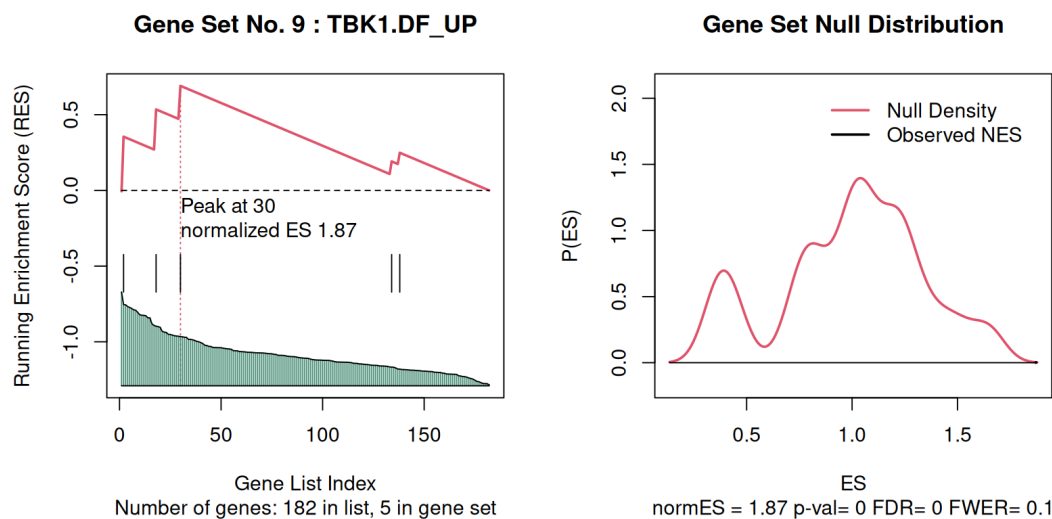 Gene Set No. 9 : TBK1.DF_UP
Running Enrichment Score (RES)
0.5
0.0
-0.5
-1.0
Peak at 30
normalized ES 1.87
0
50
100
150
Gene List Index
Number of genes: 182 in list, 5 in gene set
Gene Set Null Distribution
P(ES)
2.0
1.5
1.0
0.5
0.0
Null Density
Observed NES
0.5
1.0
1.5
ES
normES = 1.87 p-val= 0 FDR= 0 FWER= 0.1